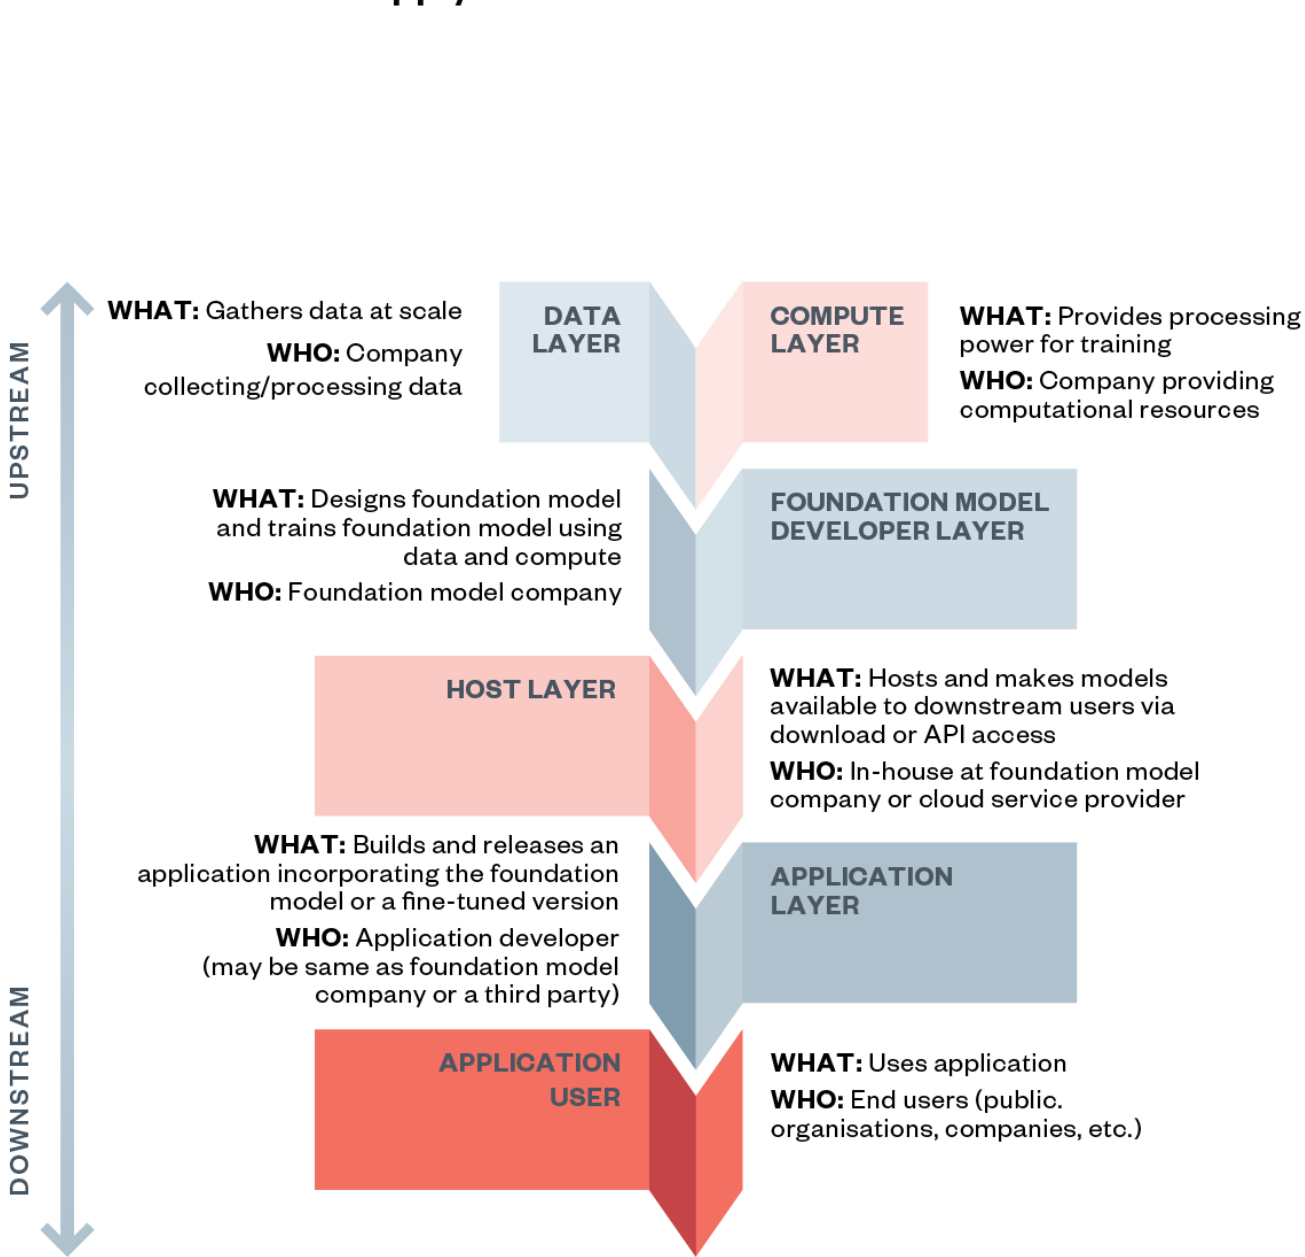 UPSTREAM
DOWNSTREAM
WHAT: Gathers data at scale
WHO: Company
collecting/processing data
DATA
LAYER
COMPUTE
LAYER
WHAT: Provides processing
power for training
WHO: Company providing
computational resources
WHAT: Designs foundation model
and trains foundation model using
data and compute
WHO: Foundation model company
FOUNDATION MODEL
DEVELOPER LAYER
HOST LAYER
WHAT: Hosts and makes models
available to downstream users via
download or API access
WHO: In-house at foundation model
company or cloud service provider
WHAT: Builds and releases an
application incorporating the foundation
model or a fine-tuned version
WHO: Application developer
(may be same as foundation model
company or a third party)
APPLICATION
LAYER
APPLICATION
USER
WHAT: Uses application
WHO: End users (public.
organisations, companies, etc.)